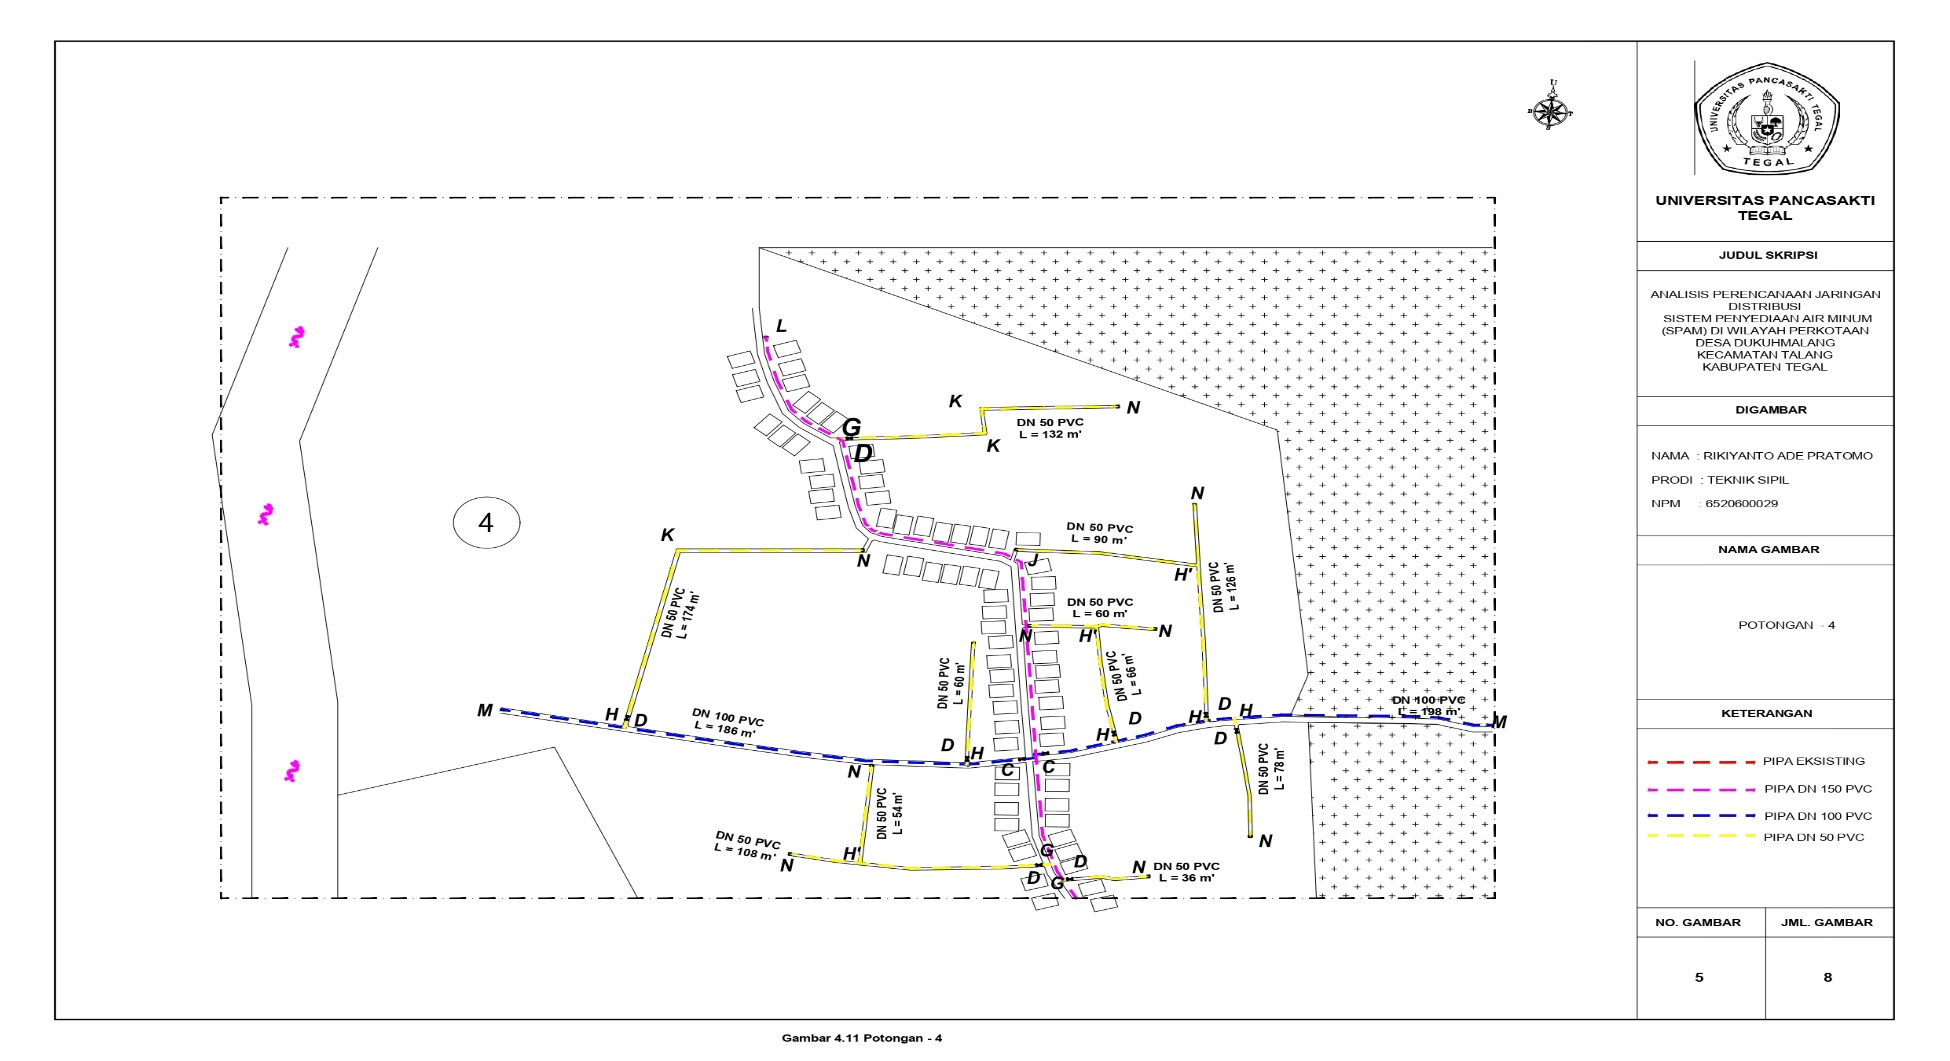 U
B
T
S
L
K
N
G
DN 50 PVC
L = 132 m'
K
D
4
N
K
DN 50 PVC
L = 90 m'
N
J
H'
DN 50 PVC
L = 126 m'
DN 50 PVC
L = 174 m'
DN 50 PVC
L = 60 m'
N
H'
N
DN 50 PVC
L = 60 m'
DN 50 PVC
L = 66 m'
M
H
D
DN 100 PVC
L = 186 m'
D
H
D
H
H
D
H
D
DN 100 PVC
L = 198 m'
M
N
C
C
DN 50 PVC
L = 78 m'
DN 50 PVC
L = 54 m'
DN 50 PVC
L = 108 m'
N
H'
G
D
D
G
N
DN 50 PVC
L = 36 m'
N
UNIVERSITAS PANCASAKTI TEGAL
TEGAL
UNIVERSITAS PANCASAKTI
TEGAL
JUDUL SKRIPSI
ANALISIS PERENCANAAN JARINGAN
DISTRIBUSI
SISTEM PENYEDIAAN AIR MINUM
(SPAM) DI WILAYAH PERKOTAAN
DESA DUKUHMALANG
KECAMATAN TALANG
KABUPATEN TEGAL
DIGAMBAR
NAMA : RIKIYANTO ADE PRATOMO
PRODI : TEKNIK SIPIL
NPM : 6520600029
NAMA GAMBAR
POTONGAN - 4
KETERANGAN
PIPA EKSISTING
PIPA DN 150 PVC
PIPA DN 100 PVC
PIPA DN 50 PVC
NO. GAMBAR
JML. GAMBAR
5
8
Gambar 4.11 Potongan - 4